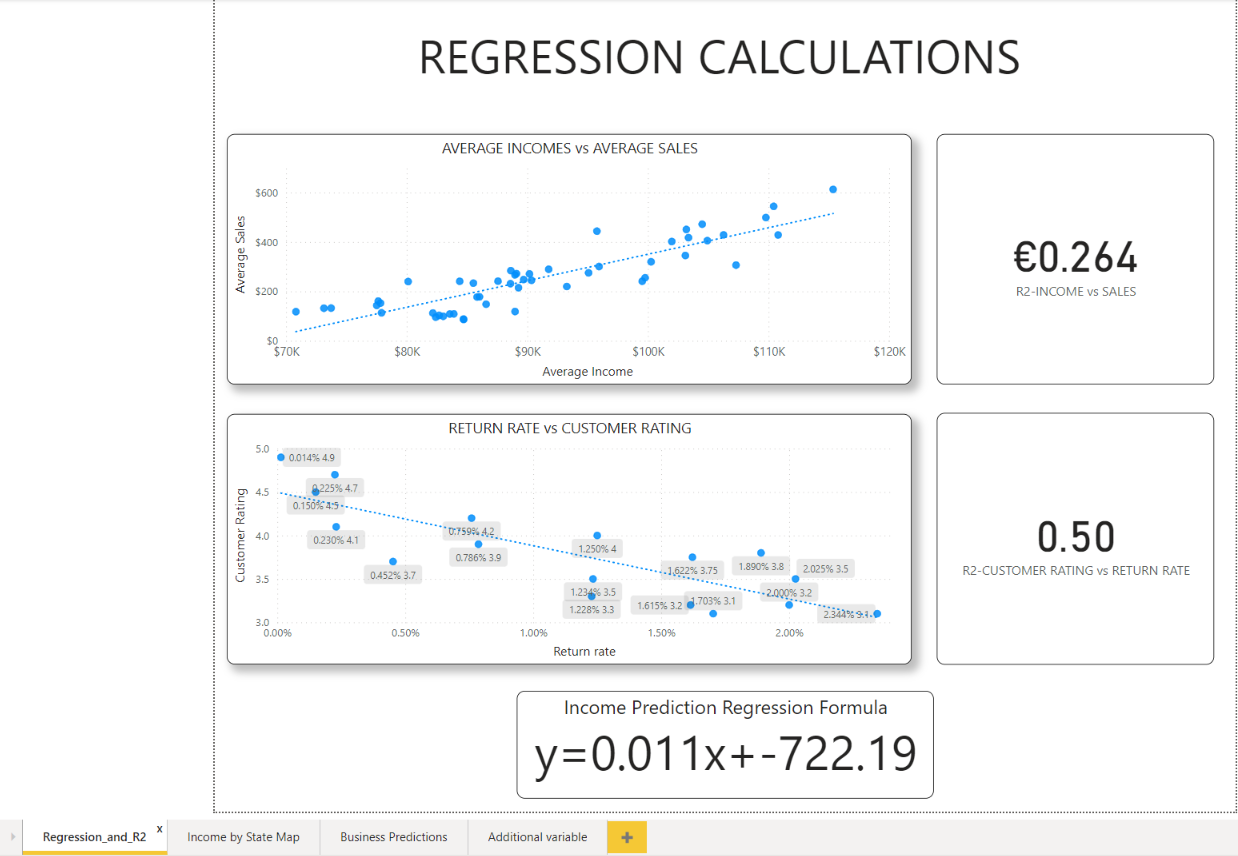 REGRESSION CALCULATIONS
AVERAGE INCOMES vs AVERAGE SALES
Average Sales
$600
$400
$200
$0
$70K $80K $90K $100K $110K $120K
Average Income
€0.264
R2-INCOME vs SALES
RETURN RATE vs CUSTOMER RATING
Customer Rating
5.0
4.5
4.0
3.5
3.0
0.014% 4.9
0.225% 4.7
0.150% 4.5
0.230% 4.1
0.452% 3.7
0.759% 4.2
0.786% 3.9
1.250% 4
1.234% 3.5
1.228% 3.3
1.622% 3.75
1.615% 3.2
1.703% 3.1
1.890% 3.8
2.025% 3.5
2.000% 3.2
2.344% 3.1
0.00% 0.50% 1.00% 1.50% 2.00%
Return rate
0.50
R2-CUSTOMER RATING vs RETURN RATE
Income Prediction Regression Formula
y=0.011x+-722.19
Regression_and_R2 x Income by State Map Business Predictions Additional variable +